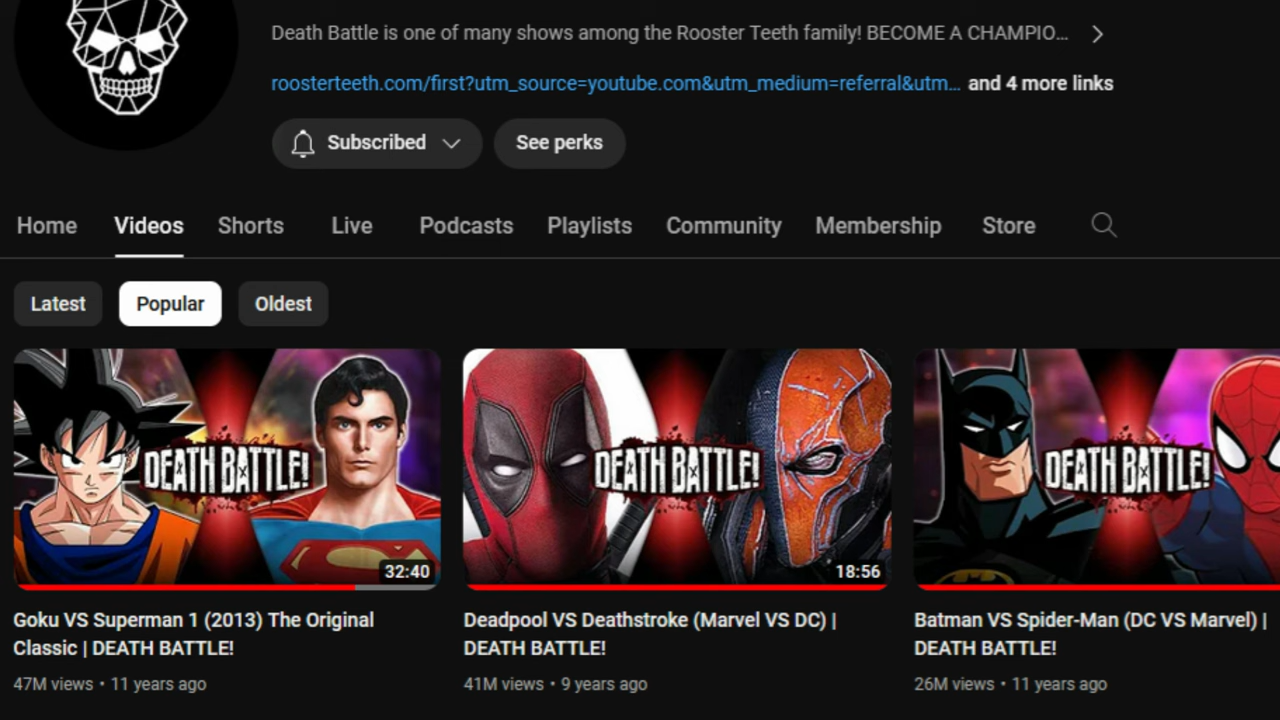 Death Battle is one of many shows among the Rooster Teeth family! BECOME A CHAMPIO...
roosterteeth.com/first?utm_source=youtube.com&utm_medium=referral&utm... and 4 more links
Subscribed See perks
Home Videos Shorts Live Podcasts Playlists Community Membership Store
Latest Popular Oldest
DEATH BATTLE! DEATH BATTLE! DEATH BATTLE!
32:40 18:56
Goku VS Superman 1 (2013) The Original
Classic | DEATH BATTLE!
47M views • 11 years ago
Deadpool VS Deathstroke (Marvel VS DC) |
DEATH BATTLE!
41M views • 9 years ago
Batman VS Spider-Man (DC VS Marvel) |
DEATH BATTLE!
26M views • 11 years ago